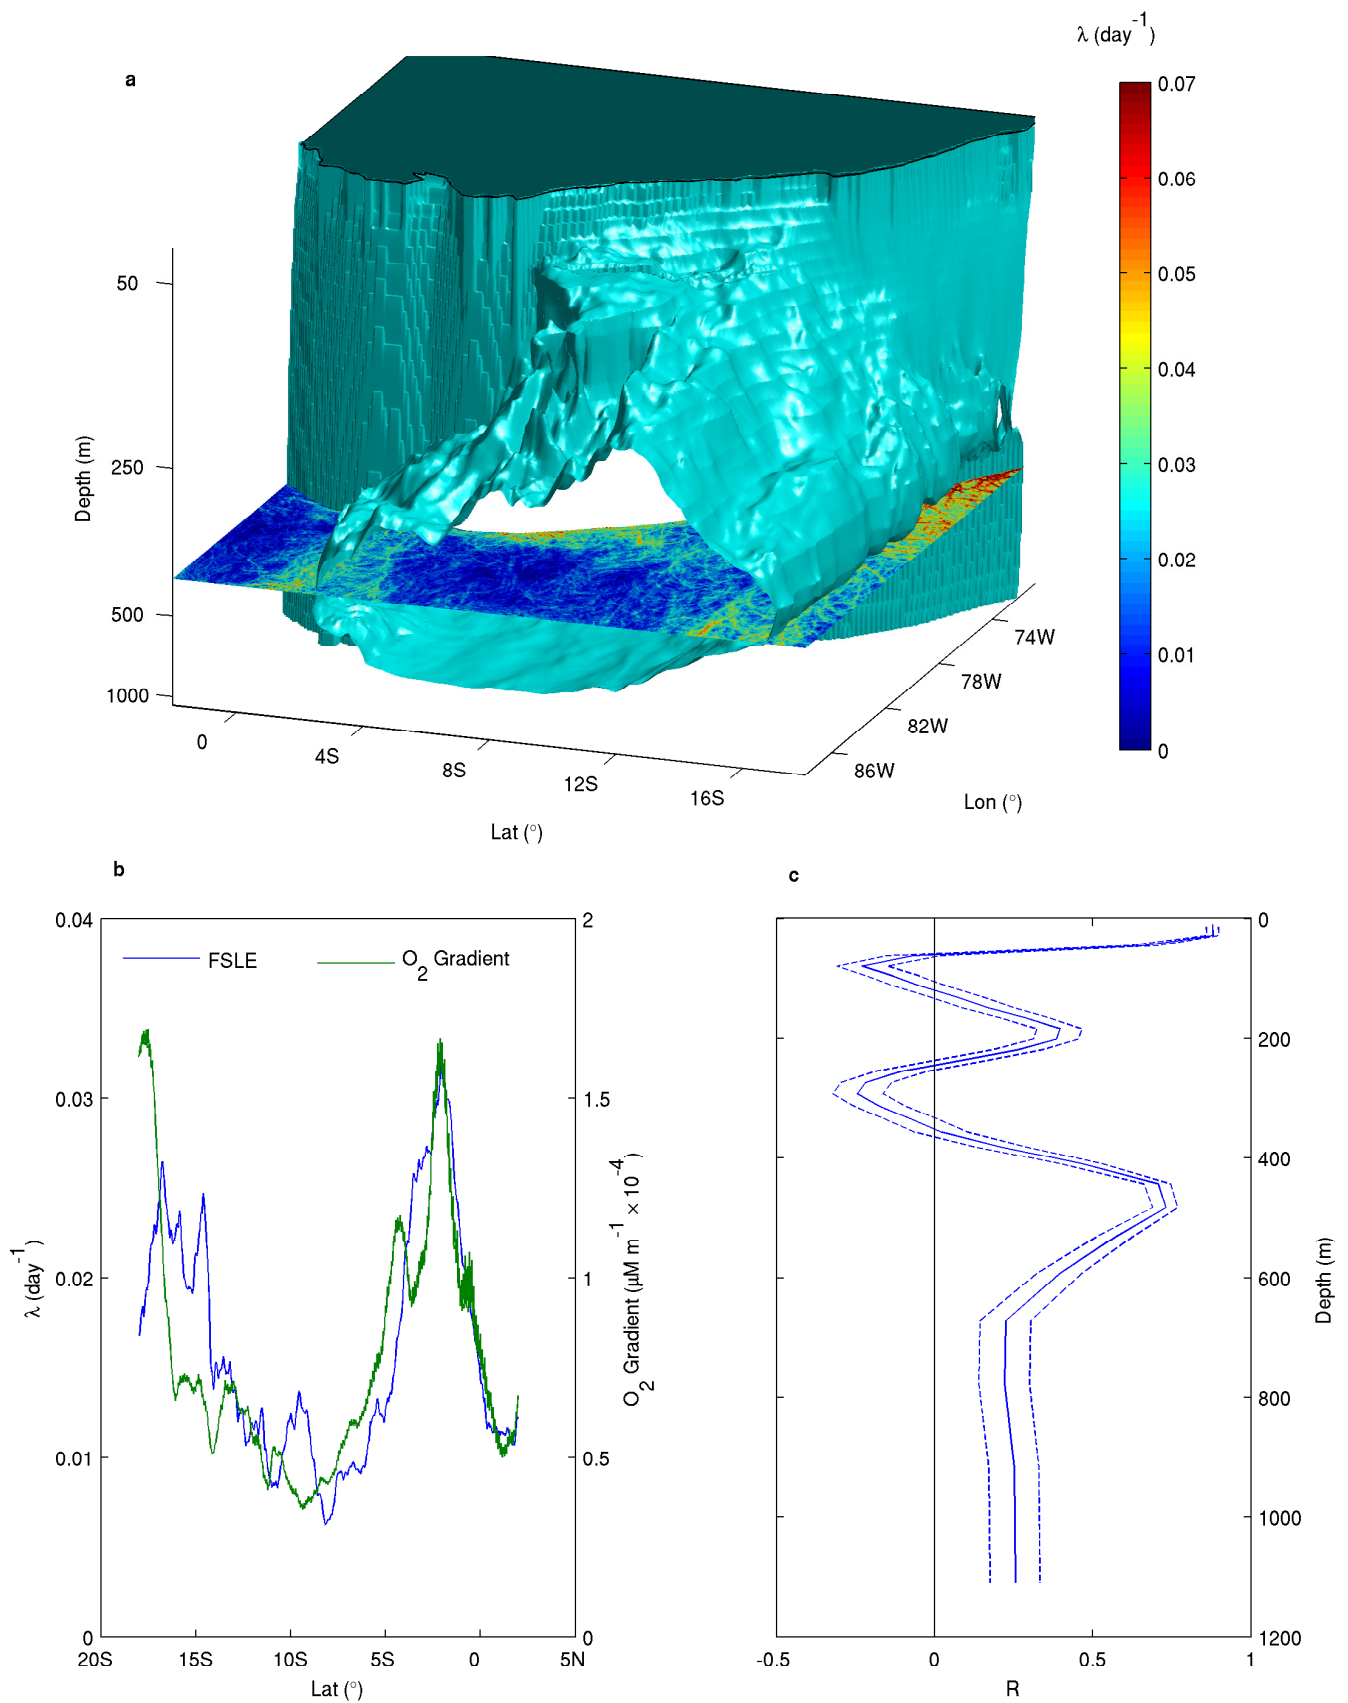 λ (day-1)
a
0.07
0.06
0.05
0.04
0.03
0.02
0.01
0
50
250
500
1000
Depth (m)
0
4S
8S
12S
16S
Lat (°)
74W
78W
82W
86W
Lon (°)
b
0.04
0.03
0.02
0.01
0
λ (day-1)
FSLE
O2 Gradient
2
1.5
1
0.5
0
O2 Gradient (μM m-1 × 10-4)
20S
15S
10S
5S
0
5N
Lat (°)
c
0
200
400
600
800
1000
1200
Depth (m)
-0.5
0
0.5
1
R